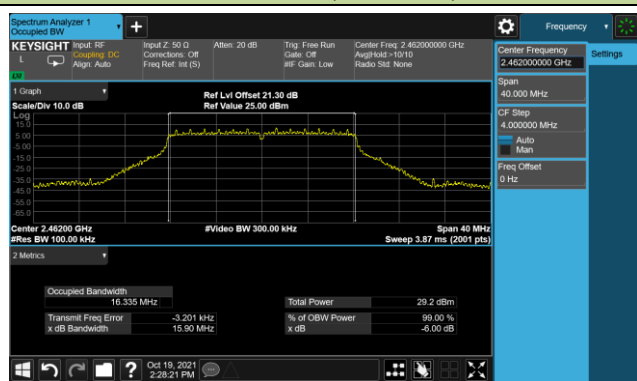 Spectrum Analyzer 1
Occupied BW
Frequency
KEYSIGHT
L
Input: RF
Coupling: DC
Align: Auto
Input Z: 50 Ω
Corrections: Off
Freq Ref: Int (S)
Atten: 20 dB
Trig: Free Run
Gate: Off
#IF Gain: Low
Center Freq: 2.462000000 GHz
Avg|Hold:>10/10
Radio Std: None
Center Frequency
2.462000000 GHz
Settings
Span
40.000 MHz
CF Step
4.000000 MHz
Auto
Man
Freq Offset
0 Hz
1 Graph
Scale/Div 10.0 dB
Ref Lvl Offset 21.30 dB
Ref Value 25.00 dBm
Log
15.0
5.00
-5.00
-15.0
-25.0
-35.0
-45.0
-55.0
-65.0
Center 2.46200 GHz
#Res BW 100.00 kHz
#Video BW 300.00 kHz
Span 40 MHz
Sweep 3.87 ms (2001 pts)
2 Metrics
Occupied Bandwidth
16.335 MHz
Total Power 29.2 dBm
Transmit Freq Error -3.201 kHz
% of OBW Power 99.00 %
x dB Bandwidth 15.90 MHz
x dB -6.00 dB
?
Oct 19, 2021
2:28:21 PM